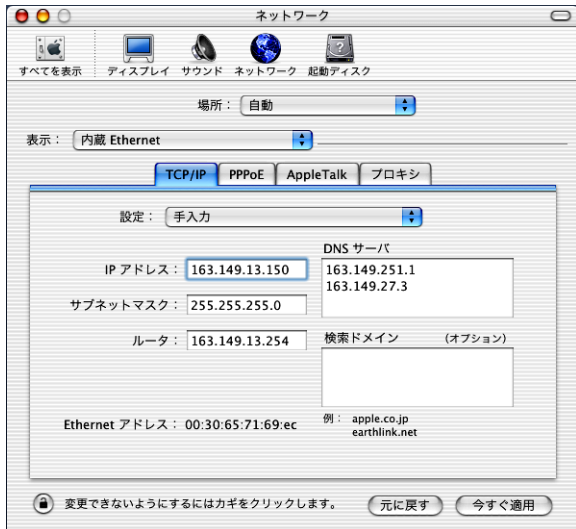 ネットワーク
すべてを表示 ディスプレイ サウンド ネットワーク 起動ディスク
場所： 自動
表示： 内蔵 Ethernet
TCP/IP PPPoE AppleTalk プロキシ
設定： 手入力
DNS サーバ
IP アドレス： 163.149.13.150
163.149.251.1
163.149.27.3
サブネットマスク： 255.255.255.0
ルータ： 163.149.13.254
検索ドメイン （オプション）
Ethernet アドレス： 00:30:65:71:69:ec
例： apple.co.jp
earthlink.net
変更できないようにするにはカギをクリックします。
元に戻す 今すぐ適用